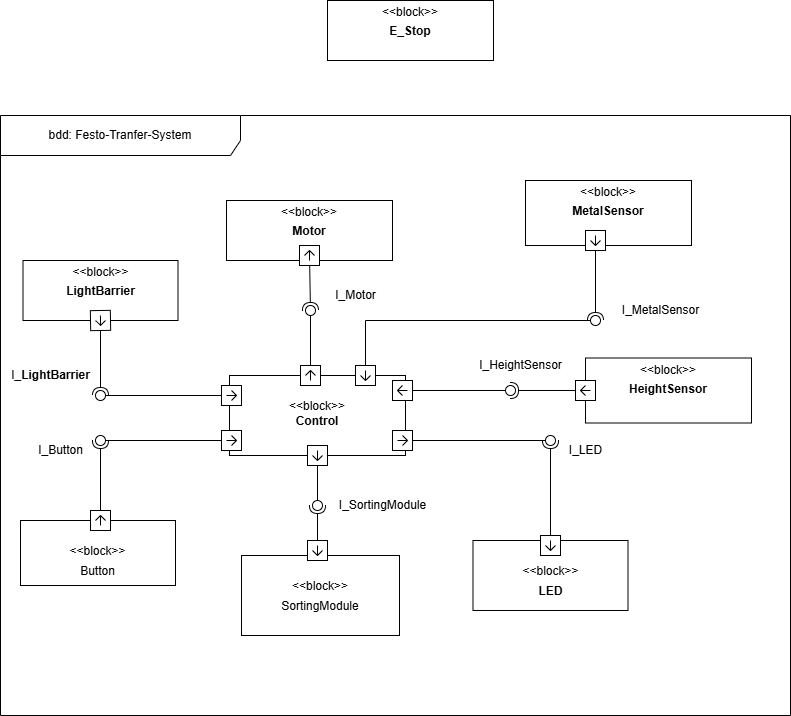 <<block>>
E_Stop
bdd: Festo-Tranfer-System
<<block>>
MetalSensor
<<block>>
Motor
<<block>>
LightBarrier
I_Motor
I_MetalSensor
I_LightBarrier
I_HeightSensor
<<block>>
HeightSensor
<<block>>
Control
I_Button
I_LED
I_SortingModule
<<block>>
Button
<<block>>
SortingModule
<<block>>
LED